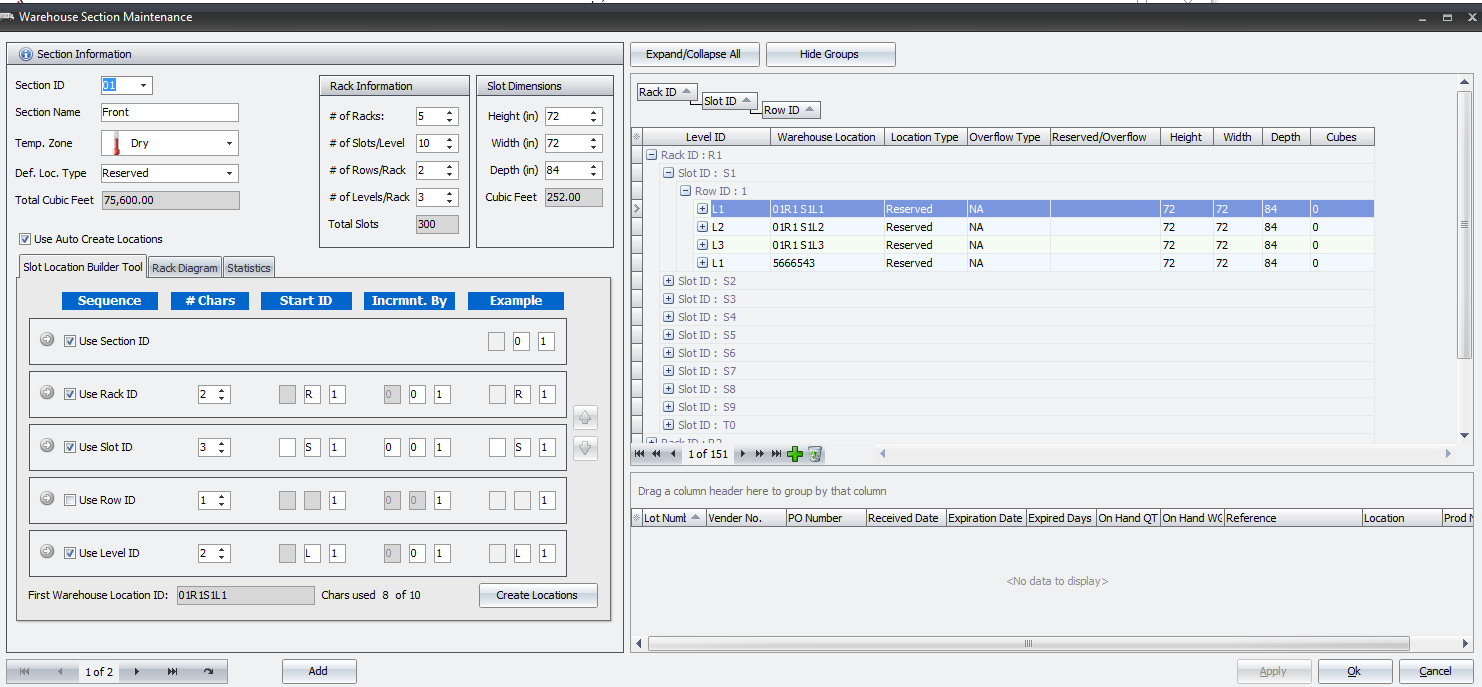 Warehouse Section Maintenance
Section Information
Section ID 01
Section Name Front
Temp. Zone Dry
Def. Loc. Type Reserved
Total Cubic Feet 75,600.00
Use Auto Create Locations
Rack Information
# of Racks: 5
# of Slots/Level 10
# of Rows/Rack 2
# of Levels/Rack 3
Total Slots 300
Slot Dimensions
Height (in) 72
Width (in) 72
Depth (in) 84
Cubic Feet 252.00
Slot Location Builder Tool Rack Diagram Statistics
Sequence # Chars Start ID Incrmnt. By Example
Use Section ID 0 1
Use Rack ID 2 R 1 0 0 1 R 1
Use Slot ID 3 S 1 0 0 1 S 1
Use Row ID 1 1 0 0 1 1
Use Level ID 2 L 1 0 0 1 L 1
First Warehouse Location ID: 01R1S1L1 Chars used 8 of 10 Create Locations
1 of 2 Add
Expand/Collapse All Hide Groups
Rack ID
Slot ID
Row ID
Level ID Warehouse Location Location Type Overflow Type Reserved/Overflow Height Width Depth Cubes
Rack ID : R1
Slot ID : S1
Row ID : 1
L1 01R1 S1L1 Reserved NA 72 72 84 0
L2 01R1 S1L2 Reserved NA 72 72 84 0
L3 01R1 S1L3 Reserved NA 72 72 84 0
L1 5666543 Reserved NA 72 72 84 0
Slot ID : S2
Slot ID : S3
Slot ID : S4
Slot ID : S5
Slot ID : S6
Slot ID : S7
Slot ID : S8
Slot ID : S9
Slot ID : T0
Rack ID : R2
1 of 151
Drag a column header here to group by that column
Lot Numb Vender No. PO Number Received Date Expiration Date Expired Days On Hand QT On Hand WG Reference Location Prod N
<No data to display>
Apply Ok Cancel